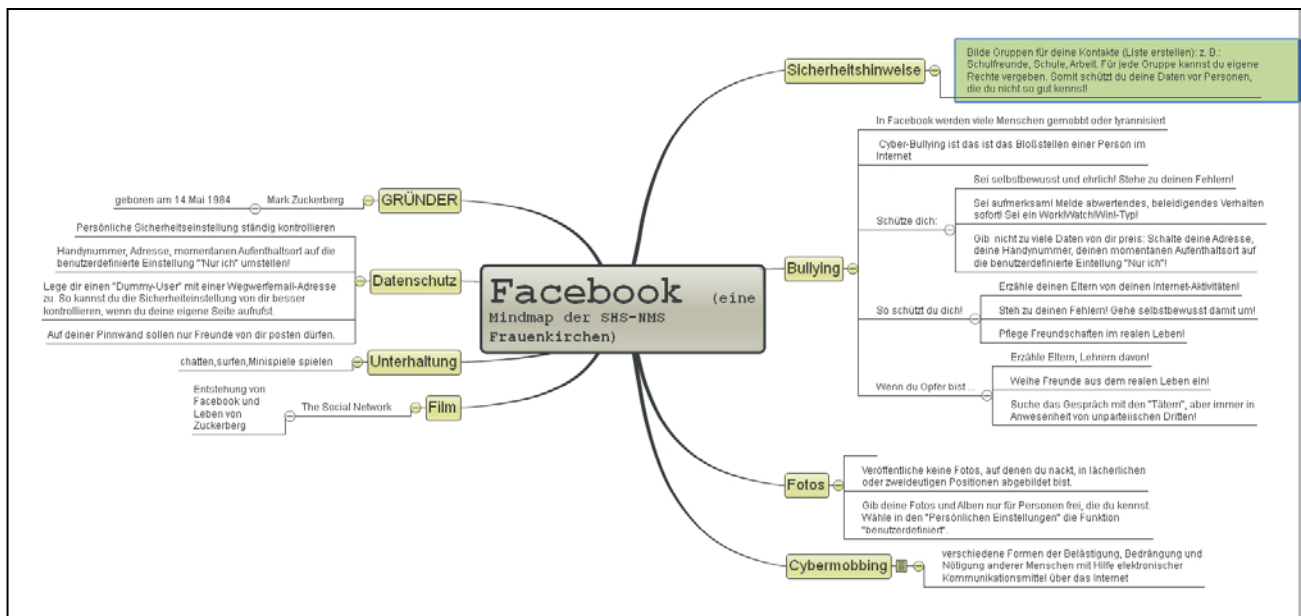 Facebook (eine
Mindmap der SHS-NMS
Frauenkirchen)
Sicherheitshinweise
Bilde Gruppen für deine Kontakte (Liste erstellen): z. B.:
Schulfreunde, Schule, Arbeit. Für jede Gruppe kannst du eigene
Rechte vergeben. Somit schützt du deine Daten vor Personen,
die du nicht so gut kennst!
Bullying
In Facebook werden viele Menschen gemobbt oder tyrannisiert
Cyber-Bullying ist das ist das Bloßstellen einer Person im
Internet
Schütze dich:
Sei selbstbewusst und ehrlich! Stehe zu deinen Fehlern!
Sei aufmerksam! Melde abwertendes, beleidigendes Verhalten
sofort! Sei ein Work!Watch!Win!-Typ!
Gib nicht zu viele Daten von dir preis: Schalte deine Adresse,
deine Handynummer, deinen momentanen Aufenthaltsort auf
die benutzerdefinierte Eintellung "Nur ich"!
So schützt du dich!
Erzähle deinen Eltern von deinen Internet-Aktivitäten!
Steh zu deinen Fehlern! Gehe selbstbewusst damit um!
Pflege Freundschaften im realen Leben!
Wenn du Opfer bist ...
Erzähle Eltern, Lehrern davon!
Weihe Freunde aus dem realen Leben ein!
Suche das Gespräch mit den "Tätern", aber immer in
Anwesenheit von unparteiischen Dritten!
Fotos
Veröffentliche keine Fotos, auf denen du nackt, in lächerlichen
oder zweideutigen Positionen abgebildet bist.
Gib deine Fotos und Alben nur für Personen frei, die du kennst.
Wähle in den "Persönlichen Einstellungen" die Funktion
"benutzerdefiniert".
Cybermobbing
verschiedene Formen der Belästigung, Bedrängung und
Nötigung anderer Menschen mit Hilfe elektronischer
Kommunikationsmittel über das Internet
GRÜNDER
Mark Zuckerberg
geboren am 14 Mai 1984
Datenschutz
Persönliche Sicherheitseinstellung ständig kontrollieren
Handynummer, Adresse, momentanen Aufenthaltsort auf die
benutzerdefinierte Einstellung "Nur ich" umstellen!
Lege dir einen "Dummy-User" mit einer Wegwerfemail-Adresse
zu. So kannst du die Sicherheiteinstellung von dir besser
kontrollieren, wenn du deine eigene Seite aufrufst.
Auf deiner Pinnwand sollen nur Freunde von dir posten dürfen.
Unterhaltung
chatten,surfen,Minispiele spielen
Film
The Social Network
Entstehung von
Facebook und
Leben von
Zuckerberg